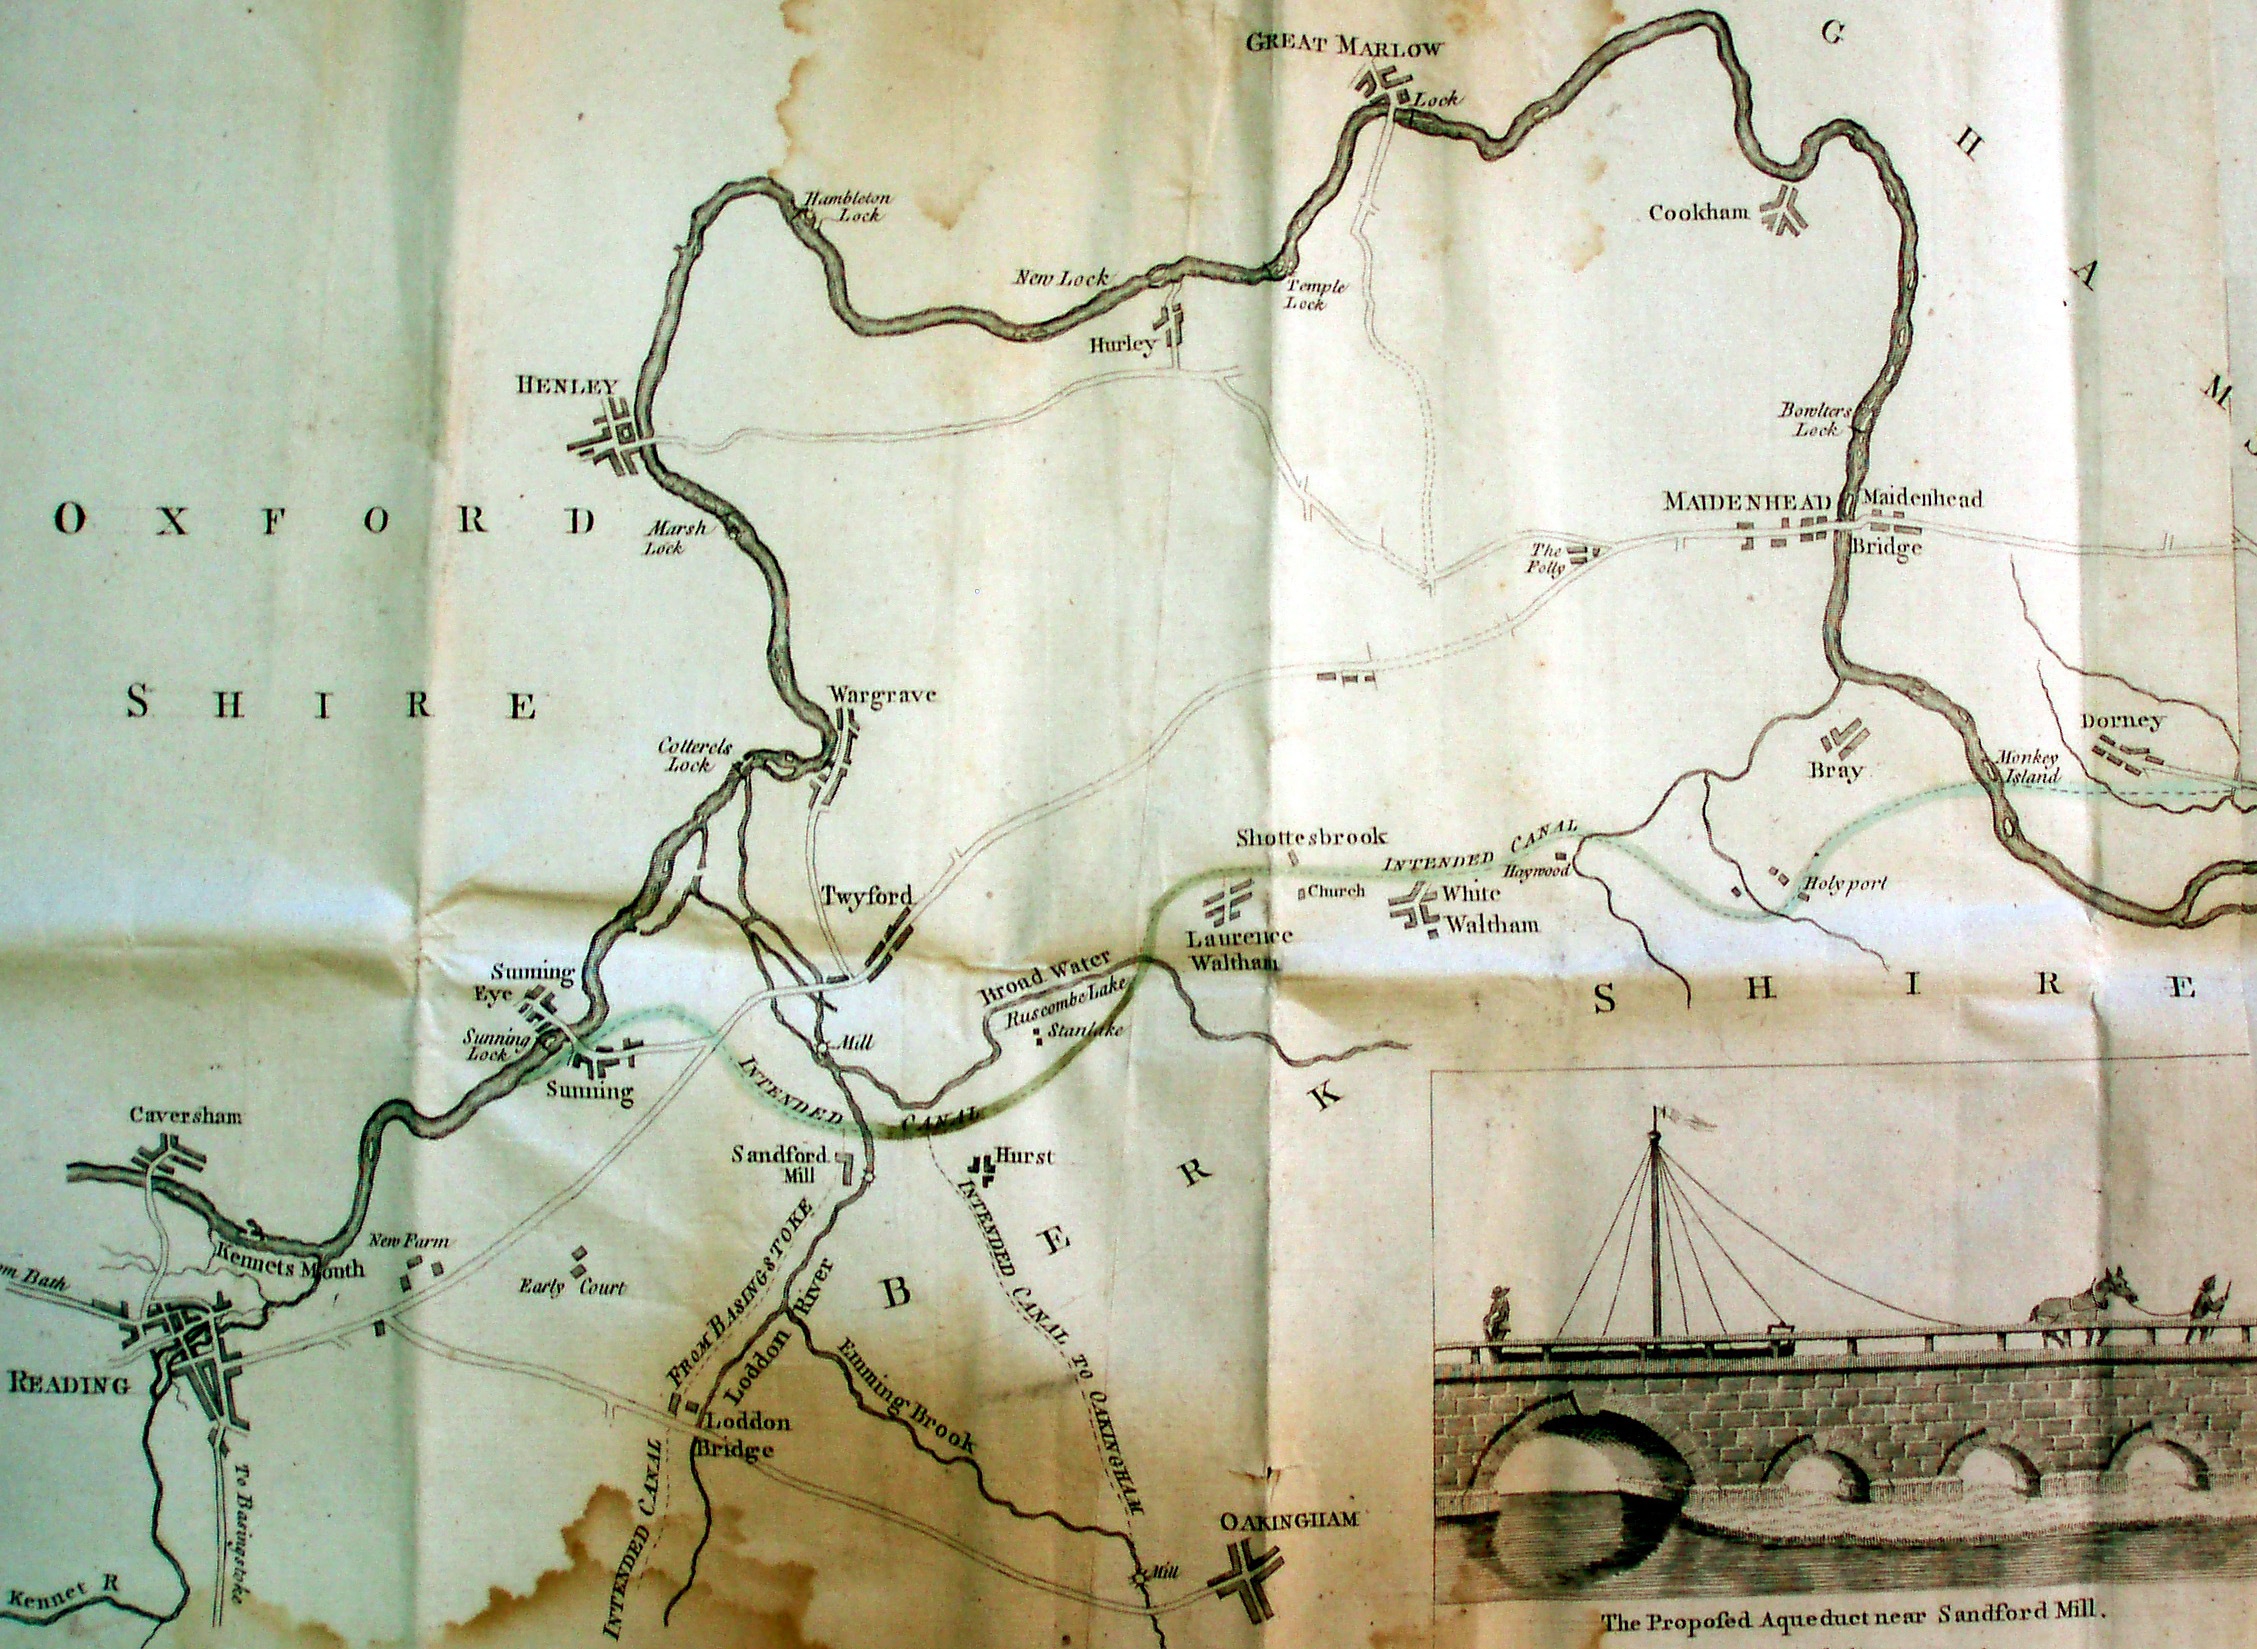 GREAT MARLOW
Lock
G
H
A
M
Hambleton
Lock
Cookham
New Lock
Temple
Lock
Hurley
HENLEY
Bowlters
Lock
OXFORD
Marsh
Lock
MAIDENHEAD
Maidenhead
Bridge
The
Folly
SHIRE
Wargrave
Cotterels
Lock
Dorney
Monkey
Island
Bray
Shottesbrook
INTENDED CANAL
Haywood
Church
White
Waltham
Holyport
Twyford
Laurence
Waltham
Broad Water
Ruscombe Lake
Stanlake
SHIRE
Sunning
Eye
Sunning
Lock
Sunning
Mill
INTENDED CANAL
K
R
E
B
Caversham
Sandford
Mill
Hurst
Kennets Mouth
New Farm
Early Court
FROM BASINGSTOKE
Loddon River
INTENDED CANAL TO OAKINGHAM
Emming Brook
Bath
READING
Loddon
Bridge
INTENDED CANAL
To Basingstoke
Kennet R
OAKINGHAM
Mill
The Propoſed Aqueduct near Sandford Mill.